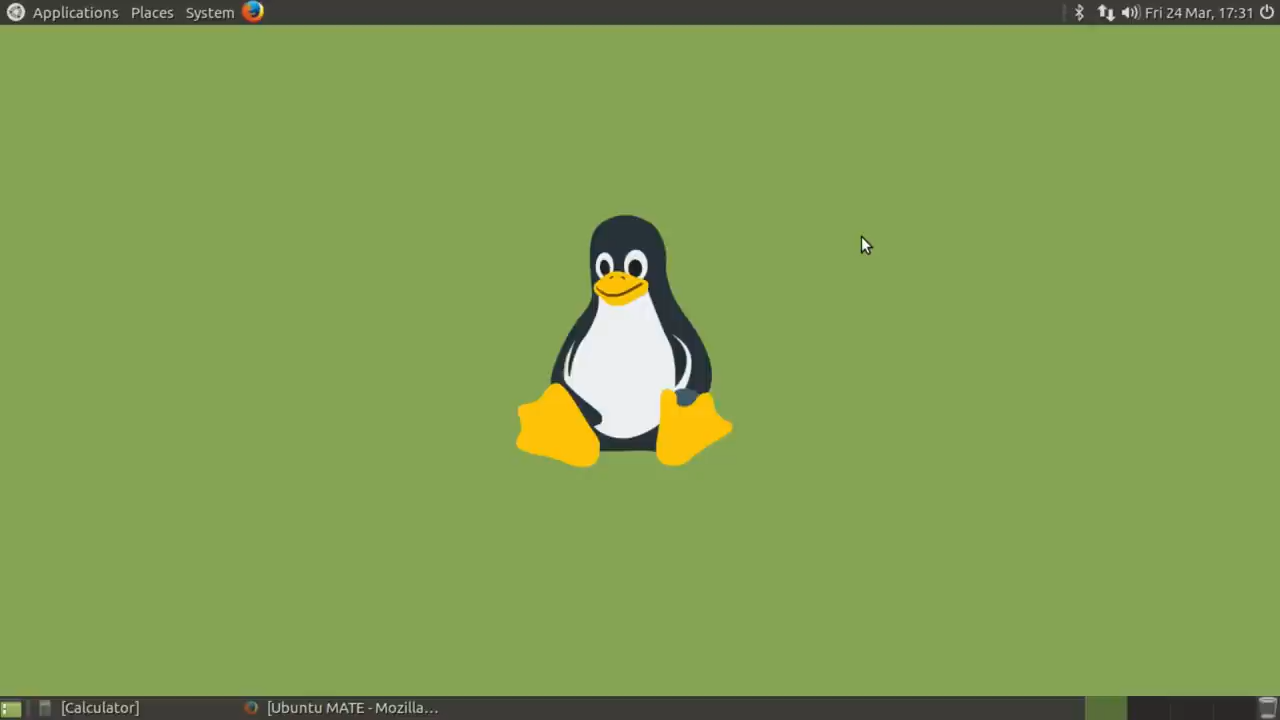 Applications Places System Fri 24 Mar, 17:31
[Calculator] [Ubuntu MATE - Mozilla...